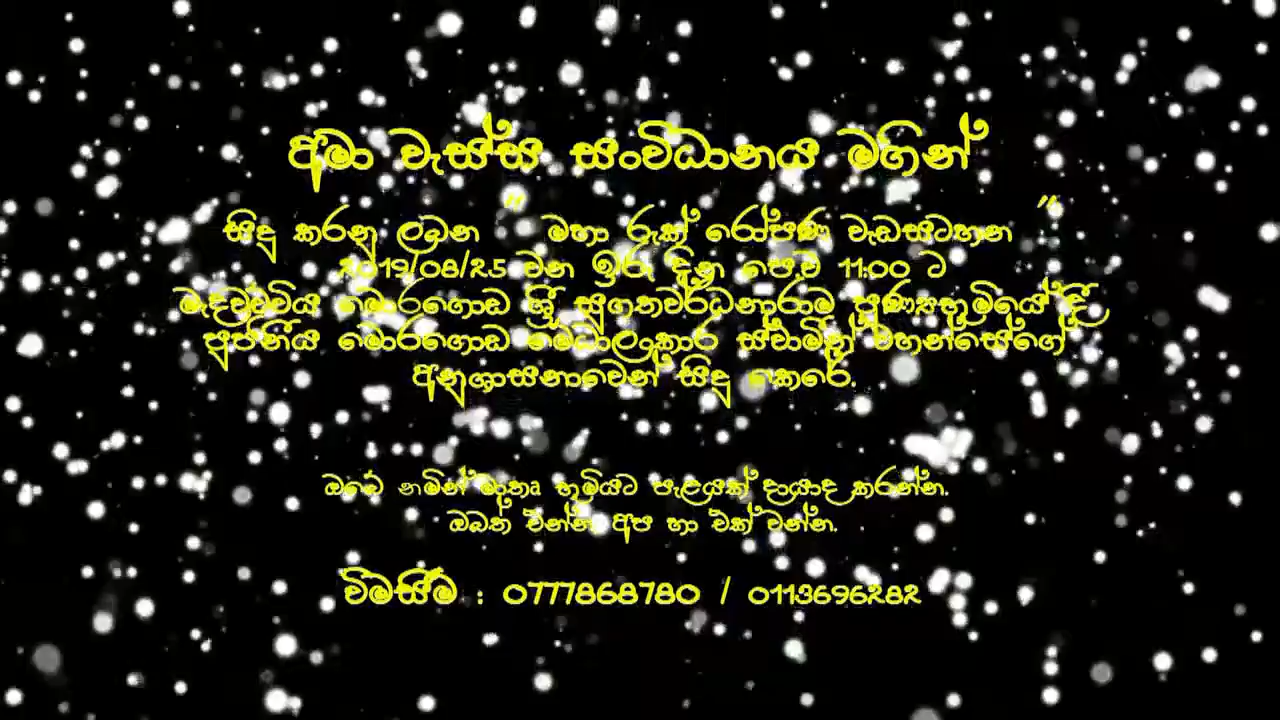 අමා වැස්ස සංවිධානය මගින්
සිදු කරනු ලබන " මහා රුක් රෝපණ වැඩසටහන "
2019/08/25 වන ඉරු දින පෙ.ව 11:00 ට
මැදවච්චිය මොරගොඩ ශ්‍රී සුගතවර්ධනාරාම පුණ්‍යභූමියේ දී
පූජනීය මොරගොඩ මේධාලංකාර ස්වාමීන් වහන්සේගේ
අනුශාසනාවෙන් සිදු කෙරේ.
ඔබේ නමින් මාතෘ භූමියට පැළයක් දායාද කරන්න.
ඔබත් එන්න අප හා එක් වන්න.
විමසීම් : 0777868780 / 0113696282